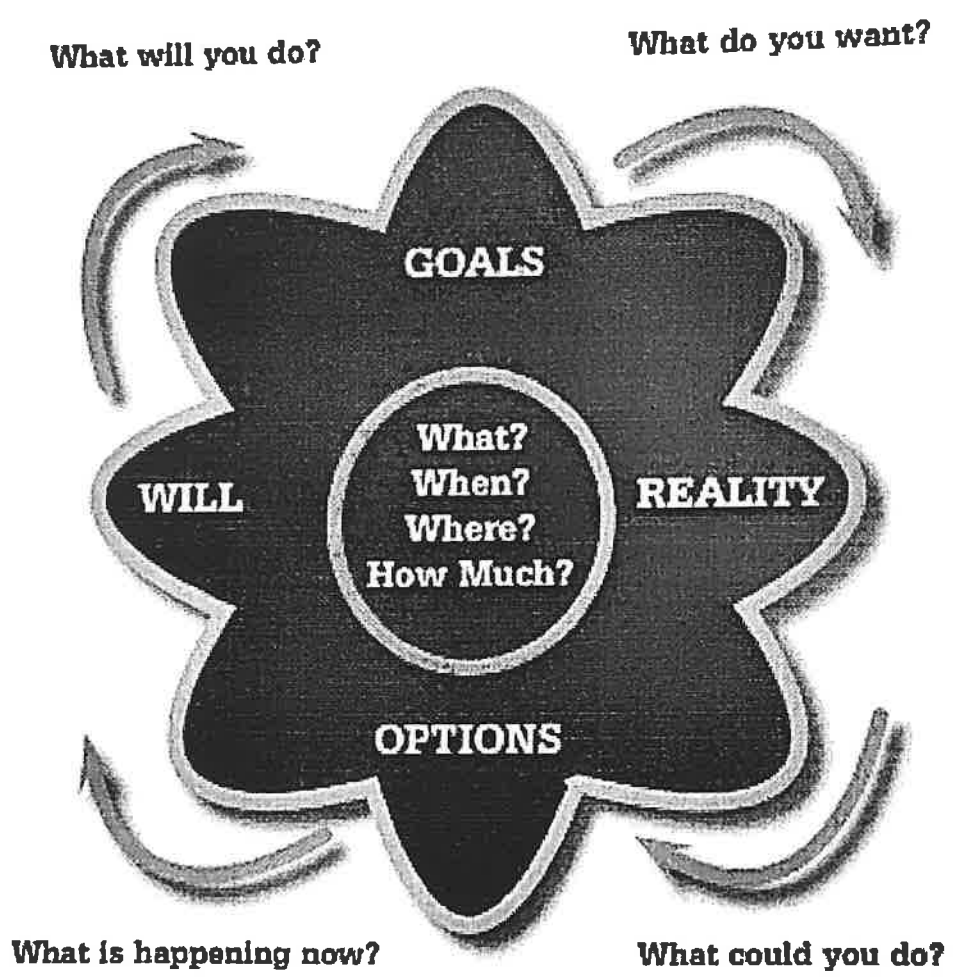 What will you do?
What do you want?
GOALS
What?
When?
Where?
How Much?
WILL
REALITY
OPTIONS
What is happening now?
What could you do?